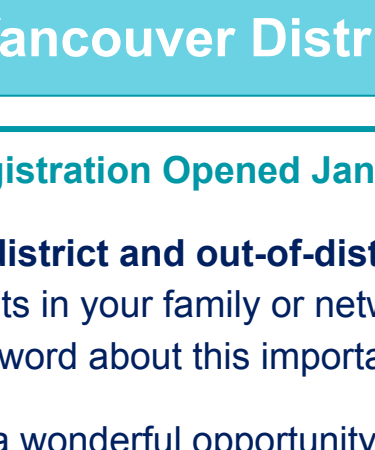 ancouver Distr
gistration Opened Jan
district and out-of-dist
ts in your family or netw
word about this importa
a wonderful opportunity